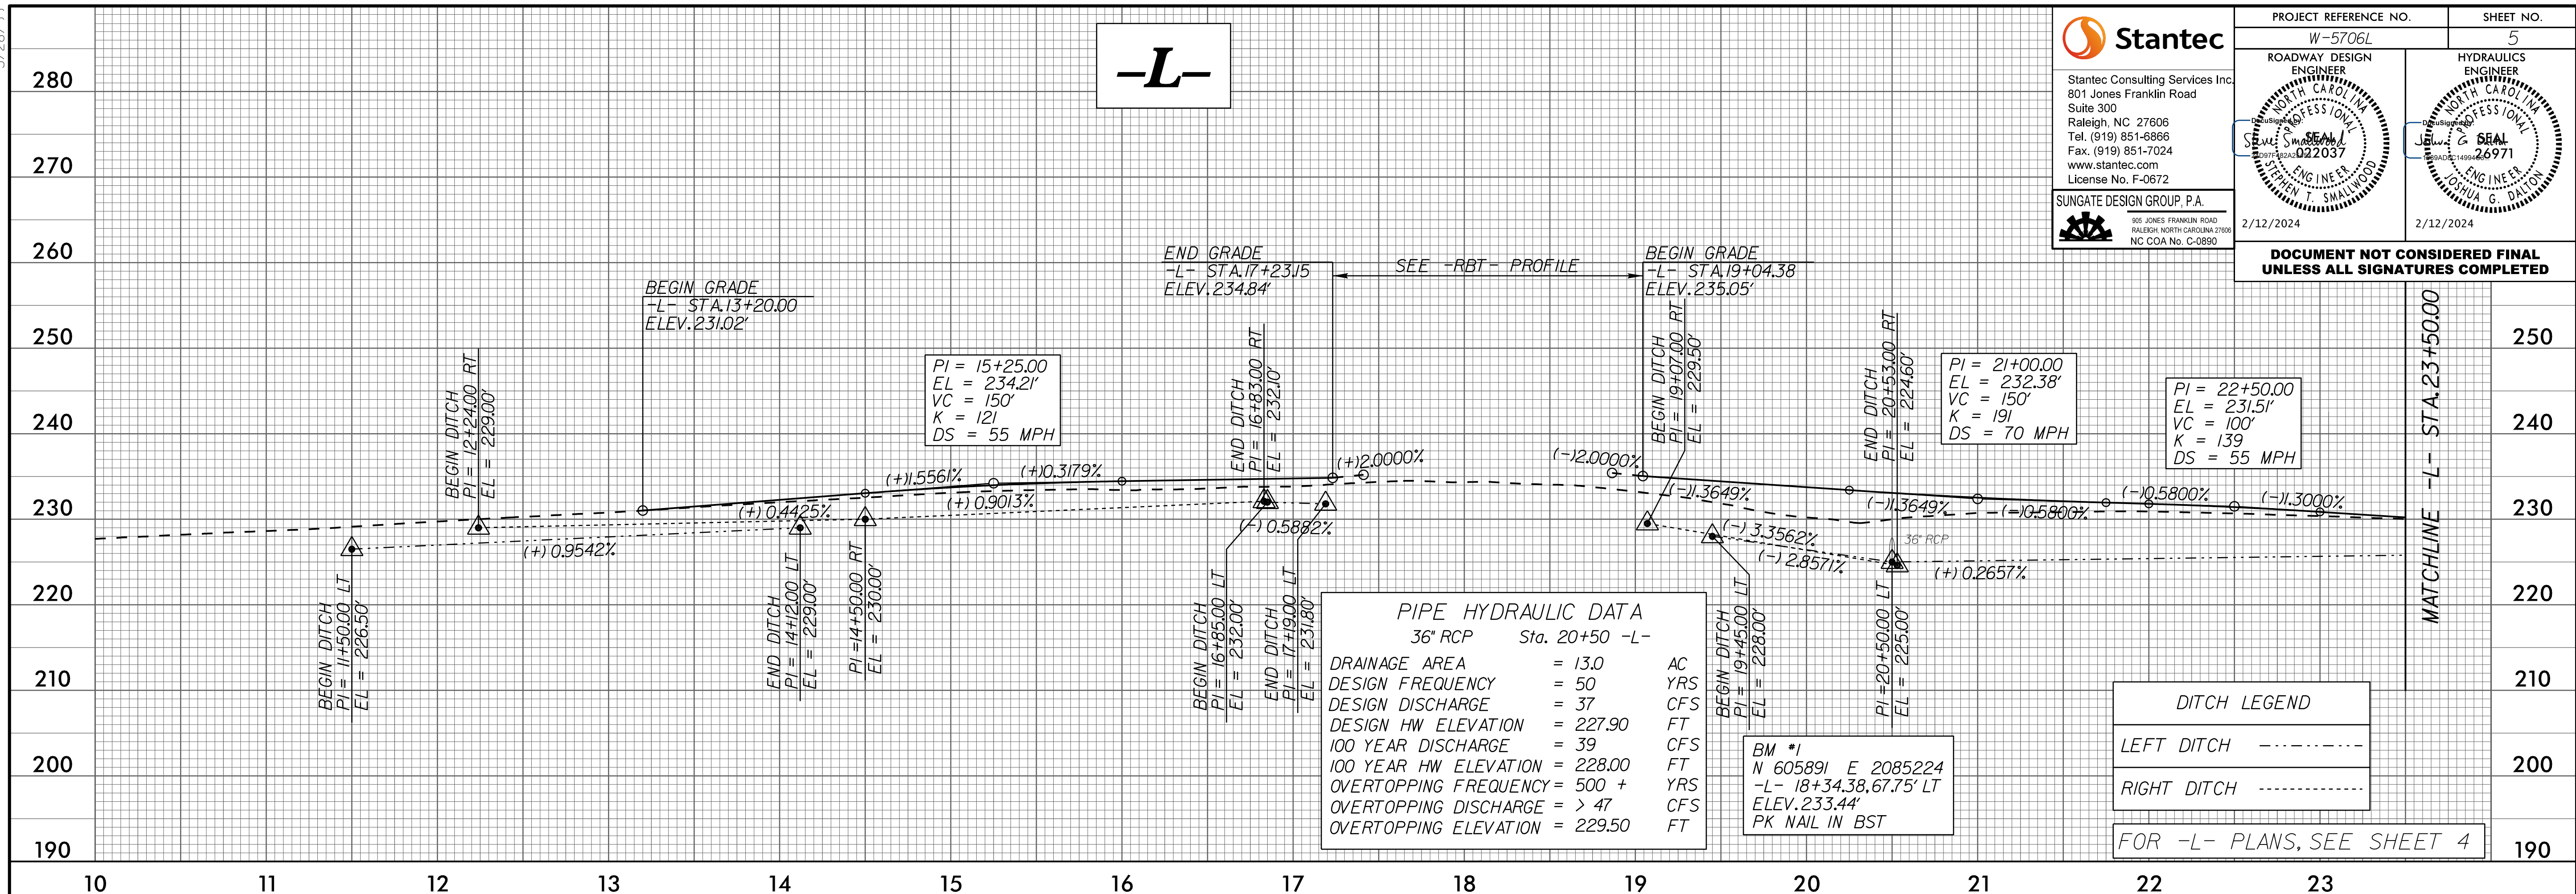 -L-
Stantec
Stantec Consulting Services Inc.
801 Jones Franklin Road
Suite 300
Raleigh, NC 27606
Tel. (919) 851-6866
Fax. (919) 851-7024
www.stantec.com
License No. F-0672
SUNGATE DESIGN GROUP, P.A.
905 JONES FRANKLIN ROAD
RALEIGH, NORTH CAROLINA 27606
NC COA No. C-0890
PROJECT REFERENCE NO.
W-5706L
SHEET NO.
5
ROADWAY DESIGN
ENGINEER
NORTH CAROLINA
PROFESSIONAL
DocuSigned by:
SEAL
022037
ENGINEER
STEPHEN T. SMALLWOOD
2/12/2024
HYDRAULICS
ENGINEER
NORTH CAROLINA
PROFESSIONAL
DocuSigned by:
SEAL
26971
ENGINEER
JOSHUA G. DALTON
2/12/2024
DOCUMENT NOT CONSIDERED FINAL
UNLESS ALL SIGNATURES COMPLETED
280
270
260
250
240
230
220
210
200
190
BEGIN GRADE
-L- STA.13+20.00
ELEV.231.02'
END GRADE
-L- STA.17+23.15
ELEV.234.84'
SEE -RBT- PROFILE
BEGIN GRADE
-L- STA.19+04.38
ELEV.235.05'
BEGIN DITCH
PI = 12+24.00 RT
EL = 229.00'
PI = 15+25.00
EL = 234.21'
VC = 150'
K = 121
DS = 55 MPH
END DITCH
PI = 16+83.00 RT
EL = 232.10'
BEGIN DITCH
PI = 19+07.00 RT
EL = 229.50'
END DITCH
PI = 20+53.00 RT
EL = 224.60'
PI = 21+00.00
EL = 232.38'
VC = 150'
K = 191
DS = 70 MPH
PI = 22+50.00
EL = 231.51'
VC = 100'
K = 139
DS = 55 MPH
MATCHLINE -L- STA.23+50.00
(+)1.5561%
(+)0.3179%
(+)2.0000%
(-)2.0000%
(-)1.3649%
(-)1.3649%
(-)0.5800%
(-)0.5800%
(-)1.3000%
(+) 0.4425%
(+) 0.9013%
(+) 0.9542%
(-) 0.5882%
(-) 3.3562%
(-) 2.8571%
36" RCP
(+) 0.2657%
BEGIN DITCH
PI = 11+50.00 LT
EL = 226.50'
END DITCH
PI = 14+12.00 LT
EL = 229.00'
PI =14+50.00 RT
EL = 230.00'
BEGIN DITCH
PI = 16+85.00 LT
EL = 232.00'
END DITCH
PI = 17+19.00 LT
EL = 231.80'
BEGIN DITCH
PI = 19+45.00 LT
EL = 228.00'
PI =20+50.00 LT
EL = 225.00'
PIPE HYDRAULIC DATA
36" RCP Sta. 20+50 -L-
DRAINAGE AREA = 13.0 AC
DESIGN FREQUENCY = 50 YRS
DESIGN DISCHARGE = 37 CFS
DESIGN HW ELEVATION = 227.90 FT
100 YEAR DISCHARGE = 39 CFS
100 YEAR HW ELEVATION = 228.00 FT
OVERTOPPING FREQUENCY = 500 + YRS
OVERTOPPING DISCHARGE = > 47 CFS
OVERTOPPING ELEVATION = 229.50 FT
BM #1
N 605891 E 2085224
-L- 18+34.38,67.75' LT
ELEV.233.44'
PK NAIL IN BST
DITCH LEGEND
LEFT DITCH
RIGHT DITCH
FOR -L- PLANS, SEE SHEET 4
250
240
230
220
210
200
190
10 11 12 13 14 15 16 17 18 19 20 21 22 23